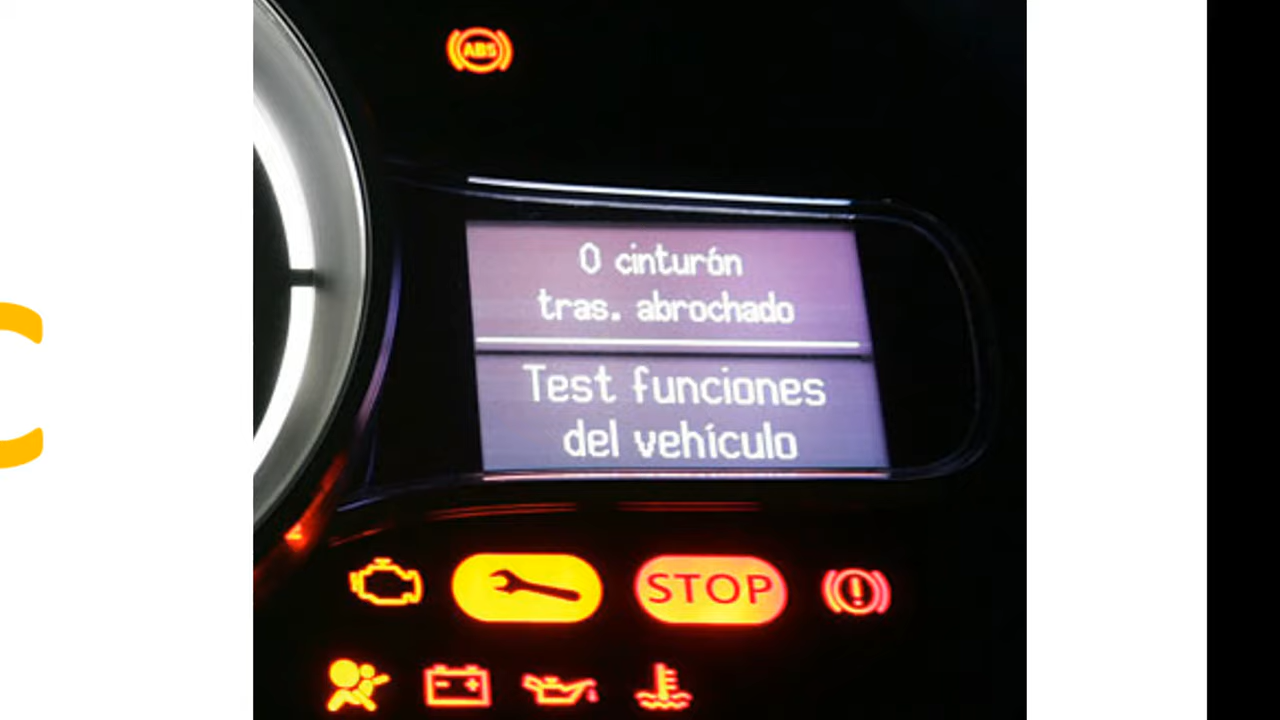 ABS
0 cinturón
tras. abrochado
Test funciones
del vehículo
STOP